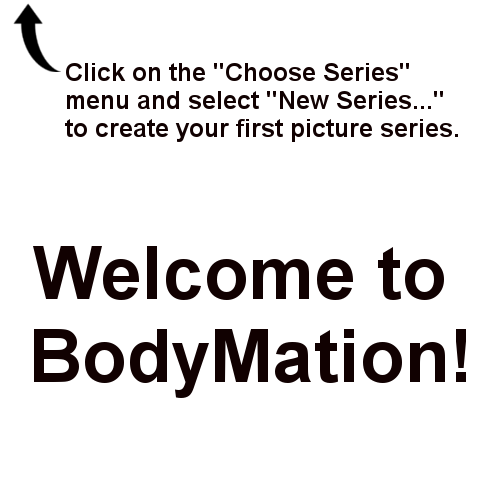 Click on the "Choose Series"
menu and select "New Series..."
to create your first picture series.
Welcome to
BodyMation!